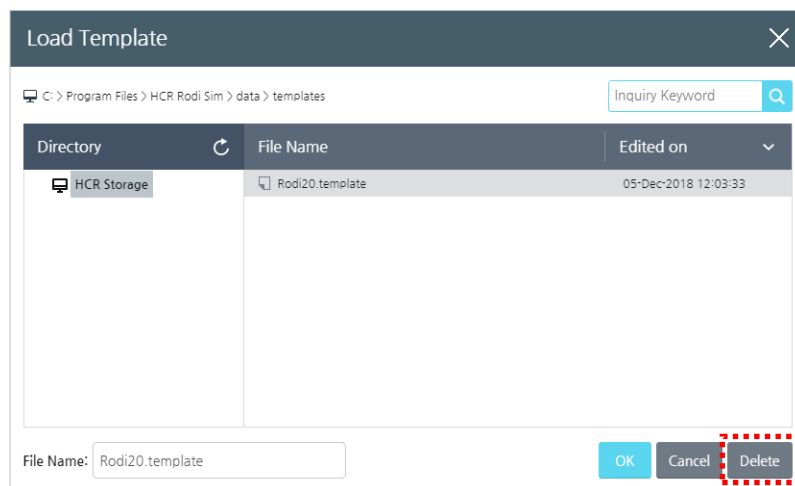 Load Template
C: > Program Files > HCR Rodi Sim > data > templates
Inquiry Keyword
Directory File Name Edited on
HCR Storage Rodi20.template 05-Dec-2018 12:03:33
File Name: Rodi20.template OK Cancel Delete